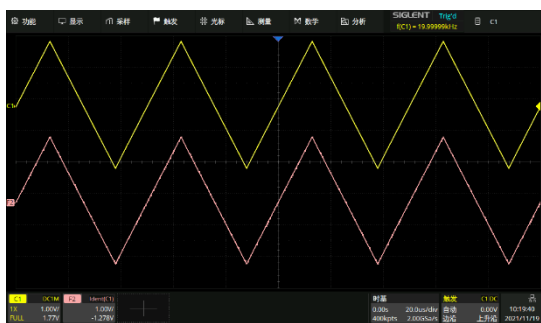 功能 显示 采样 触发 光标 测量 数学 分析 SIGLENT Trig'd C1
f(C1) = 19.99999kHz
C1
F2
C1 DC1M F2 Ident(C1) 时基 触发 C1 DC
1X 1.00V/ 1.00V/ 0.00s 20.0us/div 自动 0.00V 10:19:40
FULL 1.77V -1.278V 400kpts 2.00GSa/s 边沿 上升沿 2021/11/19